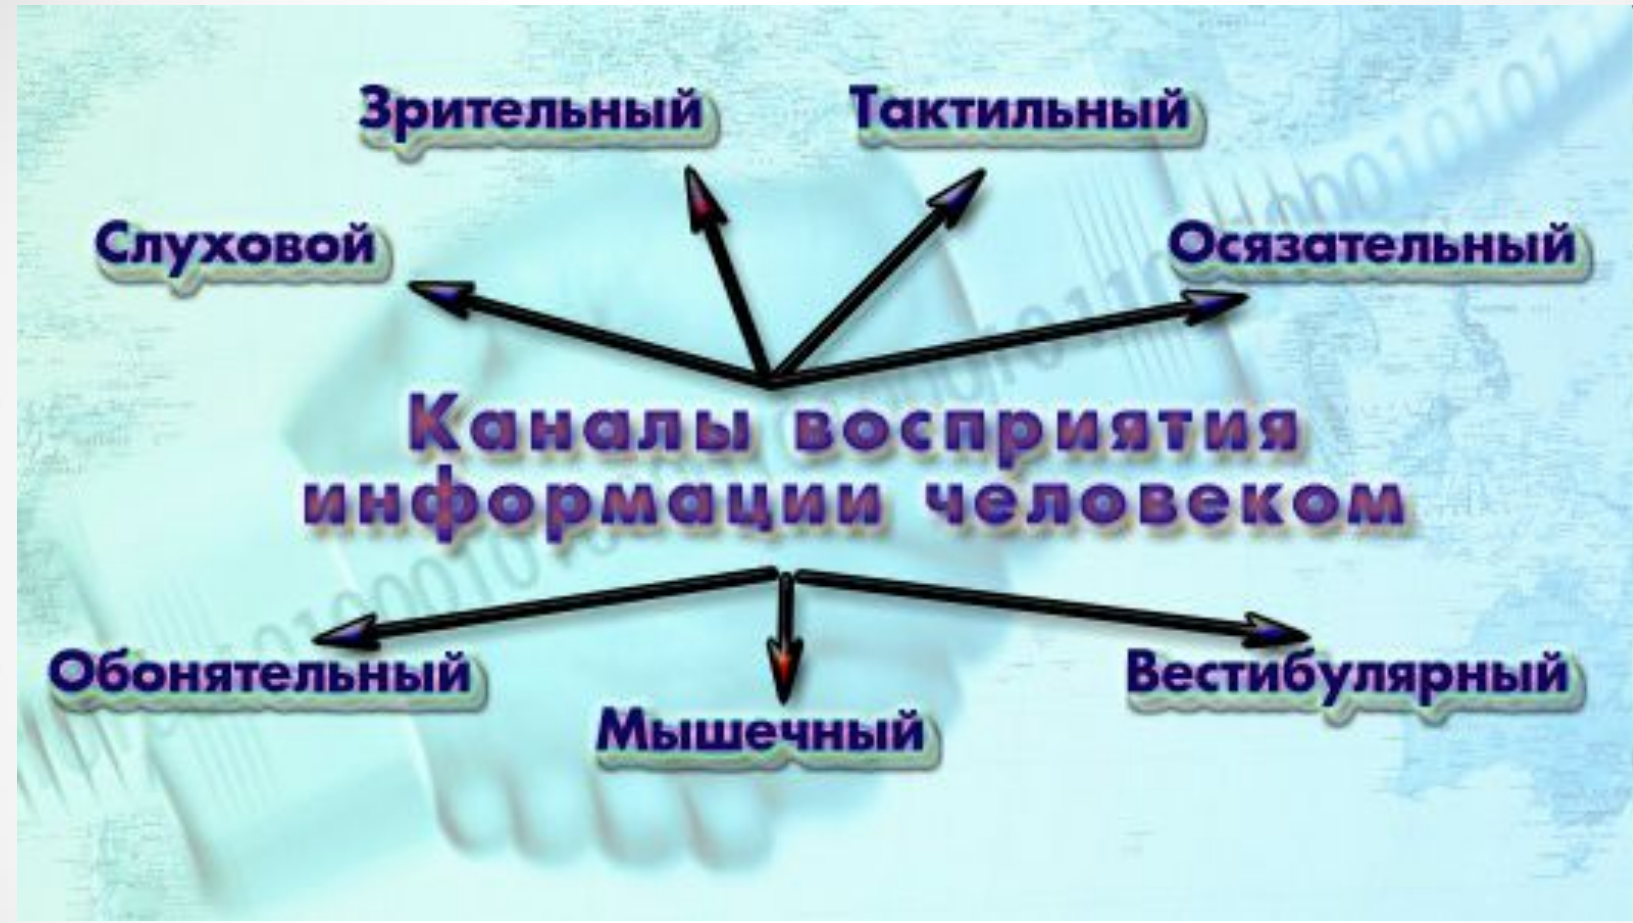 Зрительный
Тактильный
Слуховой
Осязательный
Каналы восприятия
информации человеком
Обонятельный
Вестибулярный
Мышечный